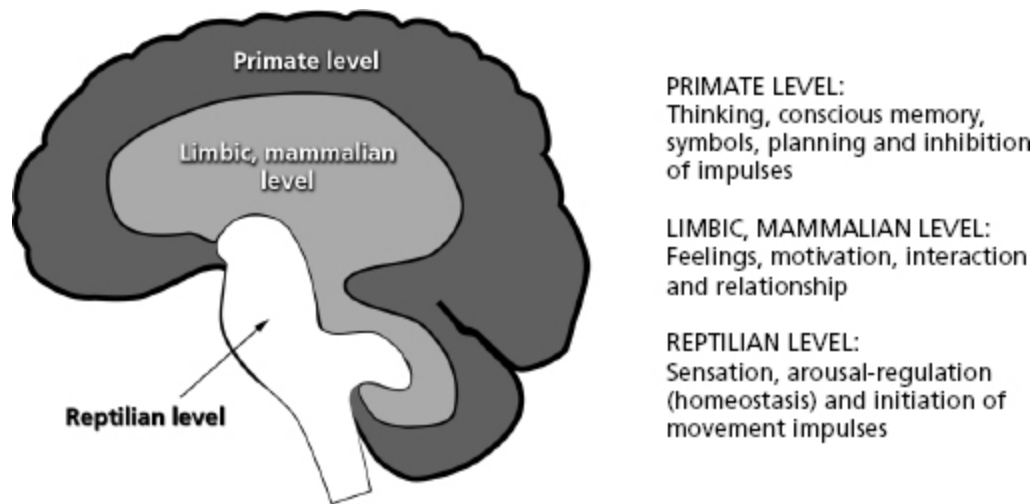 Primate level
Limbic, mammalian
level
Reptilian level
PRIMATE LEVEL:
Thinking, conscious memory,
symbols, planning and inhibition
of impulses
LIMBIC, MAMMALIAN LEVEL:
Feelings, motivation, interaction
and relationship
REPTILIAN LEVEL:
Sensation, arousal-regulation
(homeostasis) and initiation of
movement impulses